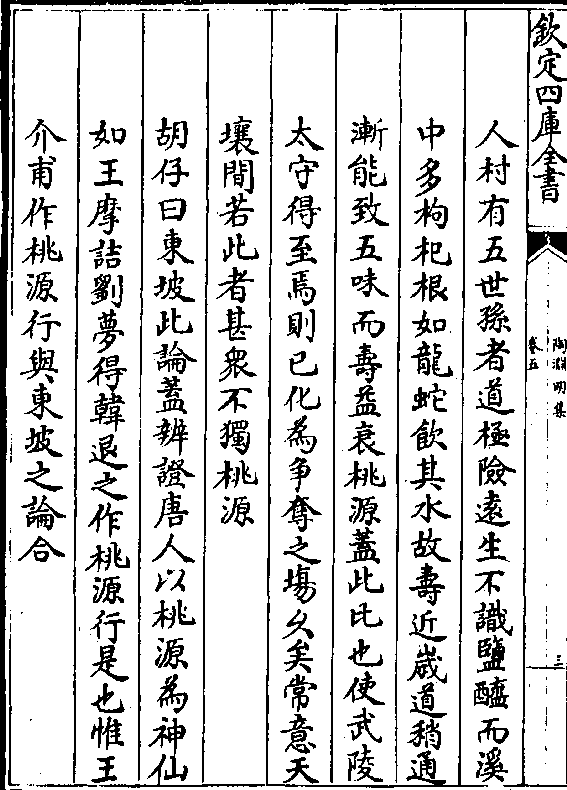 欽定四庫全書
陶淵明集
卷五
三
人村有五世孫者道極險逺生不識鹽醯而溪
中多枸杞根如龍蛇飲其水故壽近嵗道稍通
漸能致五味而壽益衰桃源蓋此比也使武陵
太守得至焉則已化為争奪之塲久矣常意天
壤間若此者甚衆不獨桃源
胡仔曰東坡此論蓋辨證唐人以桃源為神仙
如王摩詰劉夢得韓退之作桃源行是也惟王
介甫作桃源行與東坡之論合